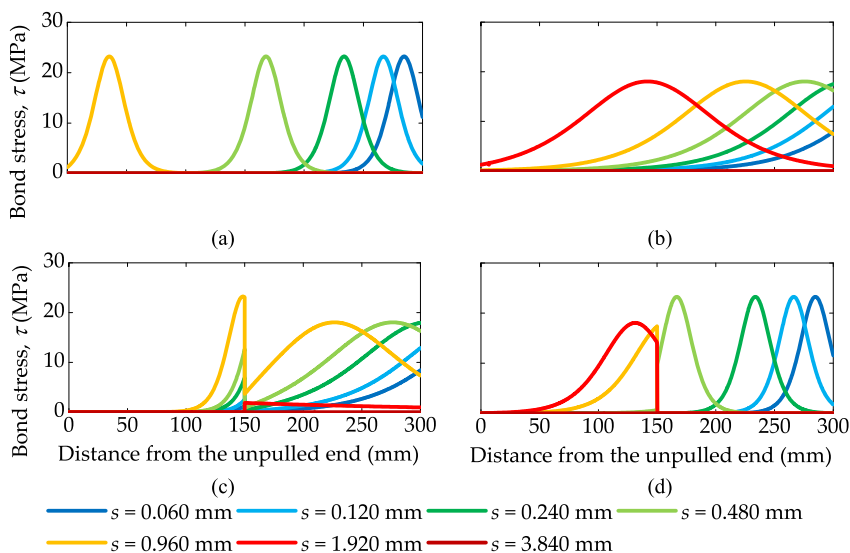 Bond stress, τ (MPa)
30
20
10
0
(a)
(b)
Bond stress, τ (MPa)
30
20
10
0
0 50 100 150 200 250 300
0 50 100 150 200 250 300
Distance from the unpulled end (mm)
Distance from the unpulled end (mm)
(c)
(d)
s = 0.060 mm
s = 0.120 mm
s = 0.240 mm
s = 0.480 mm
s = 0.960 mm
s = 1.920 mm
s = 3.840 mm